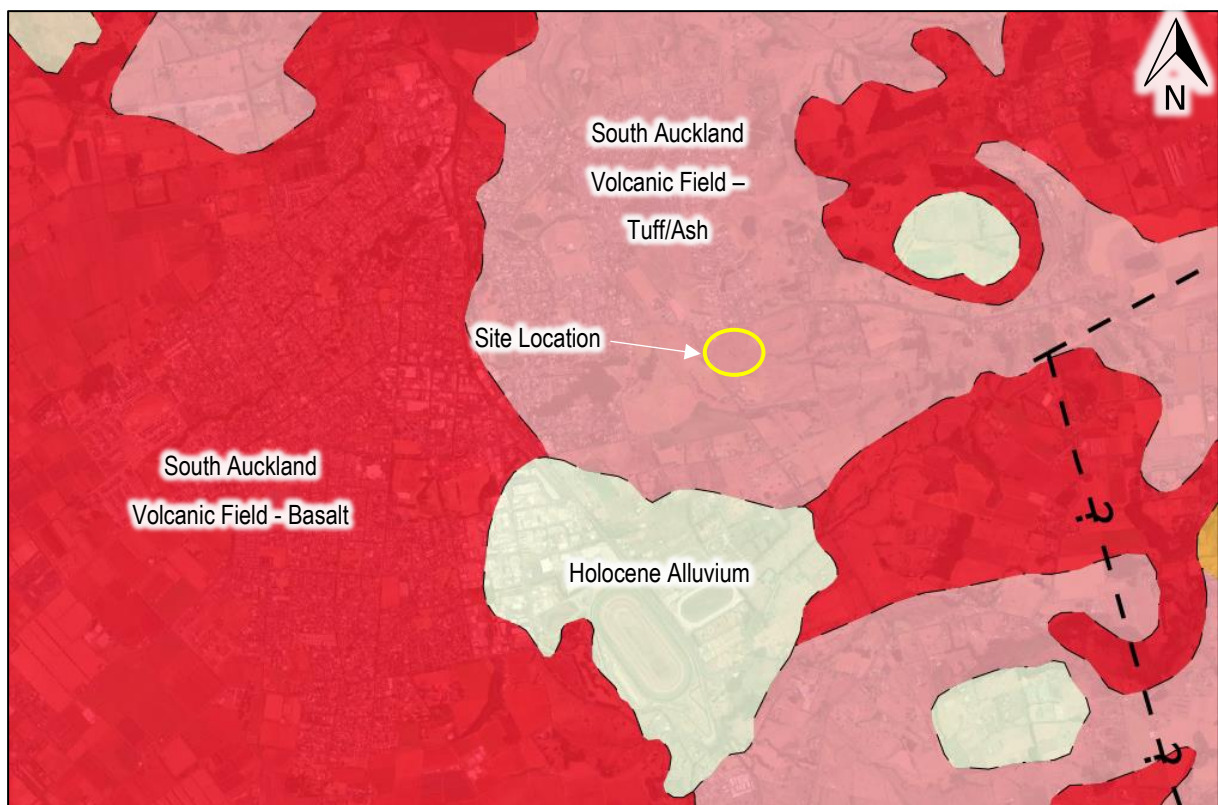 N
South Auckland
Volcanic Field –
Tuff/Ash
Site Location
South Auckland
Volcanic Field - Basalt
Holocene Alluvium
?
?